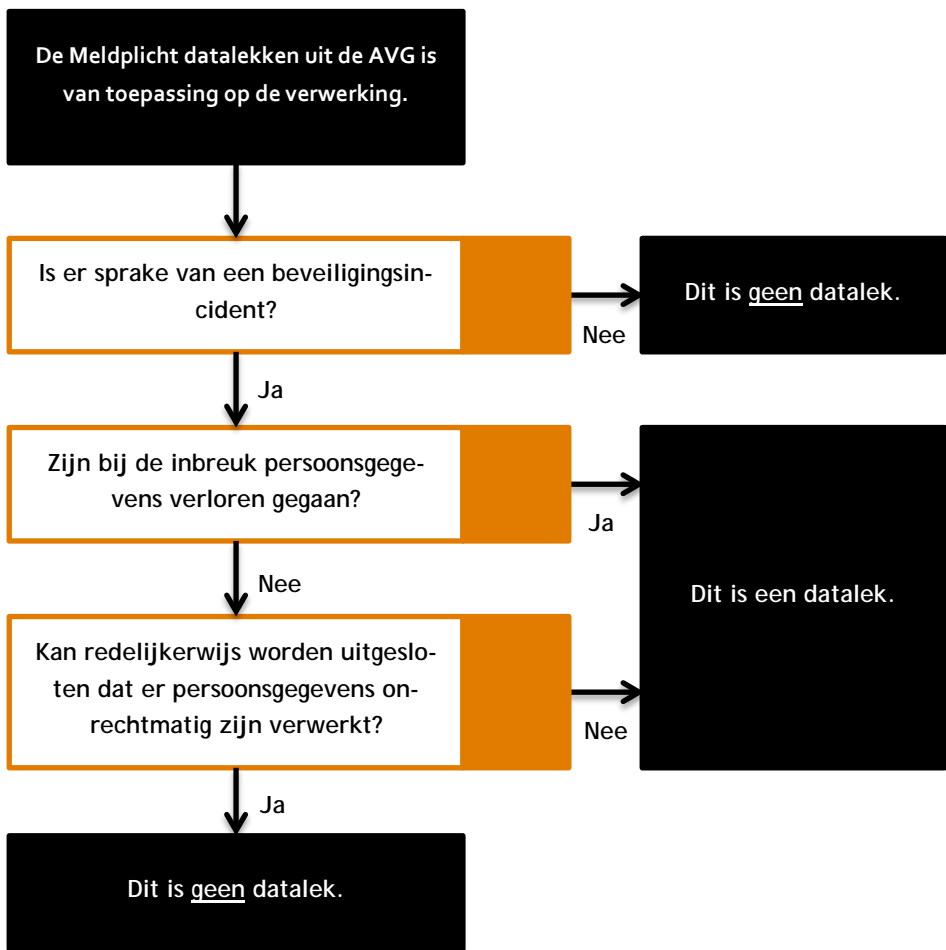 De Meldplicht datalekken uit de AVG is
van toepassing op de verwerking.
Is er sprake van een beveiligingsin-
cident?
Nee
Dit is geen datalek.
Ja
Zijn bij de inbreuk persoonsgege-
vens verloren gegaan?
Ja
Dit is een datalek.
Nee
Kan redelijkerwijs worden uitgeslo-
ten dat er persoonsgegevens on-
rechtmatig zijn verwerkt?
Nee
Ja
Dit is geen datalek.